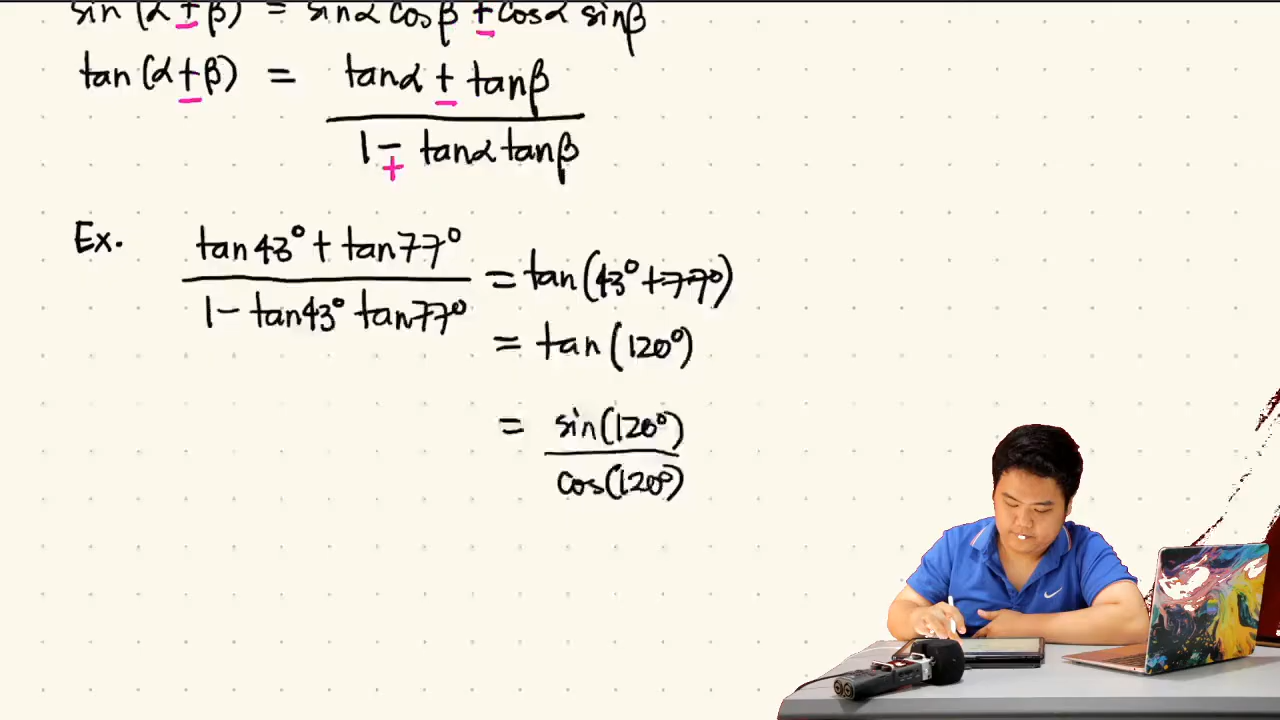 sin (α ± β) = sinα cosβ ± cosα sinβ
tan (α ± β) = tanα ± tanβ
1 ∓ tanα tanβ
Ex. tan43° + tan77°
1 - tan43° tan77°
= tan(43° + 77°)
= tan(120°)
= sin(120°)
cos(120°)